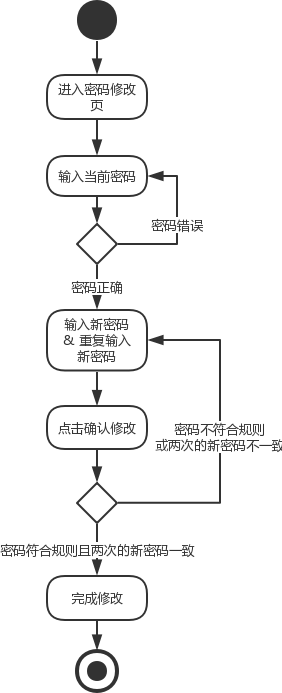 进入密码修改
页
输入当前密码
密码错误
密码正确
输入新密码
& 重复输入
新密码
点击确认修改
密码不符合规则
或两次的新密码不一致
密码符合规则且两次的新密码一致
完成修改